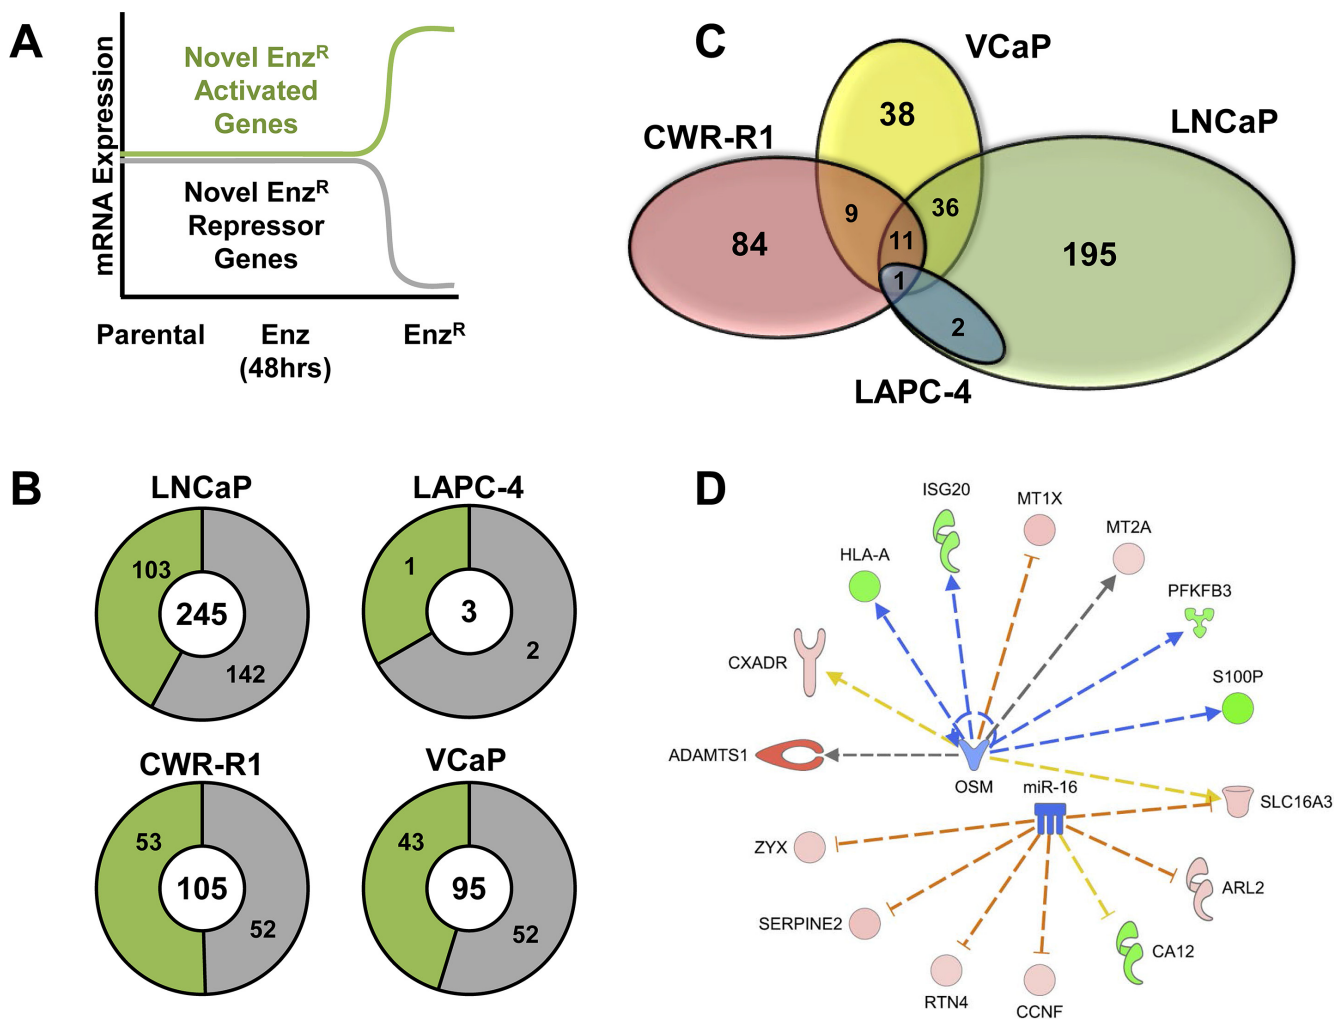 A
mRNA Expression
Novel Enzᴿ
Activated
Genes
Novel Enzᴿ
Repressor
Genes
Parental
Enz
(48hrs)
Enzᴿ
B
LNCaP
103
245
142
LAPC-4
1
3
2
CWR-R1
53
105
52
VCaP
43
95
52
C
VCaP
CWR-R1
LNCaP
38
9
36
84
11
195
1
2
LAPC-4
D
ISG20
MT1X
MT2A
HLA-A
PFKFB3
CXADR
S100P
ADAMTS1
OSM
miR-16
SLC16A3
ZYX
ARL2
SERPINE2
CA12
RTN4
CCNF